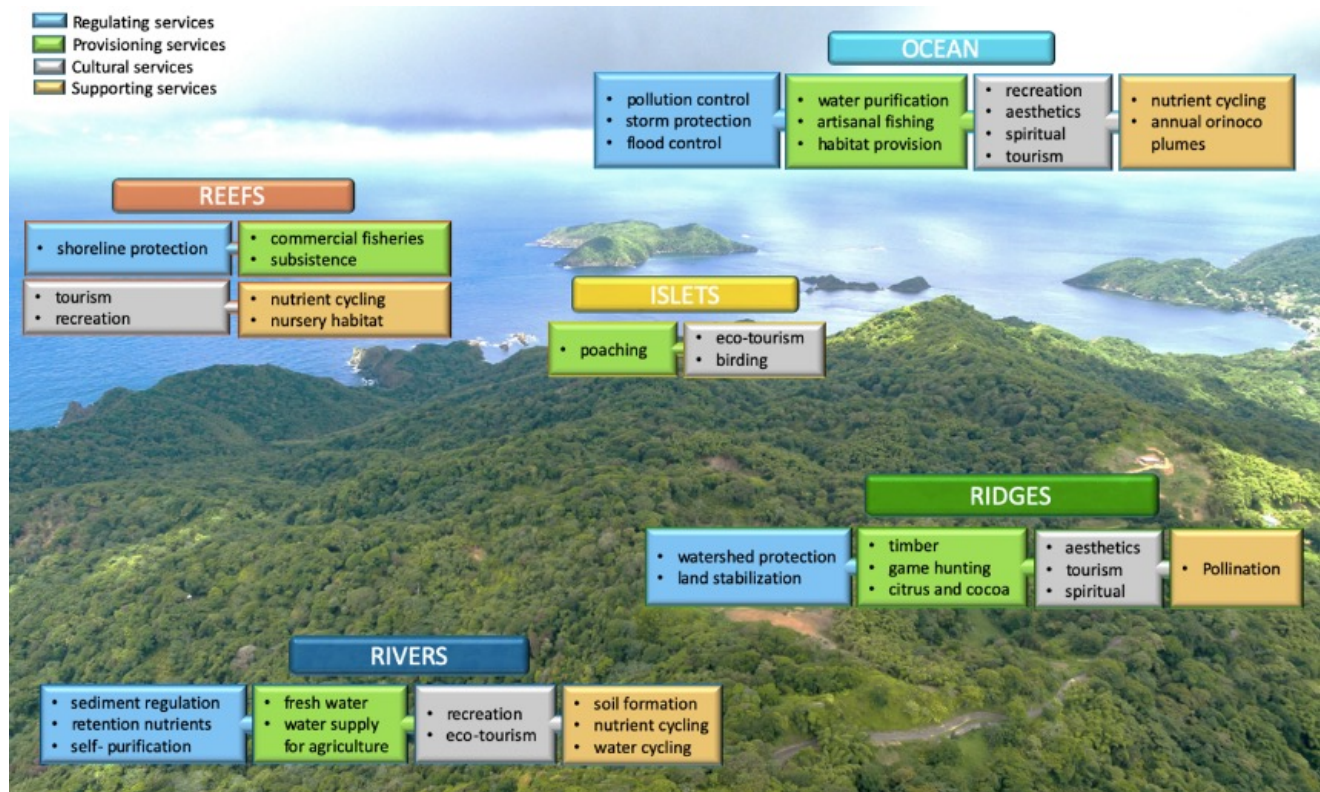 Regulating services
Provisioning services
Cultural services
Supporting services
OCEAN
• pollution control
• storm protection
• flood control
• water purification
• artisanal fishing
• habitat provision
• recreation
• aesthetics
• spiritual
• tourism
• nutrient cycling
• annual orinoco
plumes
REEFS
• shoreline protection
• commercial fisheries
• subsistence
• tourism
• recreation
• nutrient cycling
• nursery habitat
ISLETS
• poaching
• eco-tourism
• birding
RIDGES
• watershed protection
• land stabilization
• timber
• game hunting
• citrus and cocoa
• aesthetics
• tourism
• spiritual
• Pollination
RIVERS
• sediment regulation
• retention nutrients
• self- purification
• fresh water
• water supply
for agriculture
• recreation
• eco-tourism
• soil formation
• nutrient cycling
• water cycling